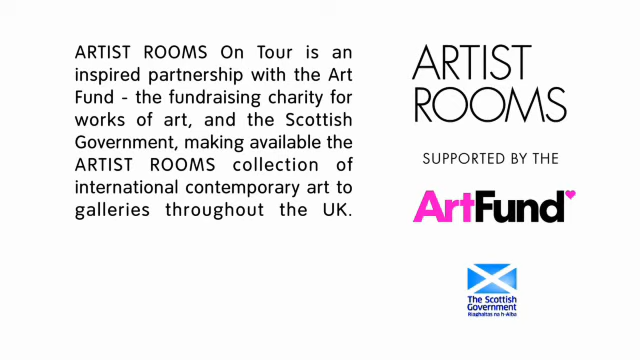 ARTIST ROOMS On Tour is an
inspired partnership with the Art
Fund - the fundraising charity for
works of art, and the Scottish
Government, making available the
ARTIST ROOMS collection of
international contemporary art to
galleries throughout the UK.
ARTIST
ROOMS
SUPPORTED BY THE
ArtFund
The Scottish
Government
Riaghaltas na h-Alba